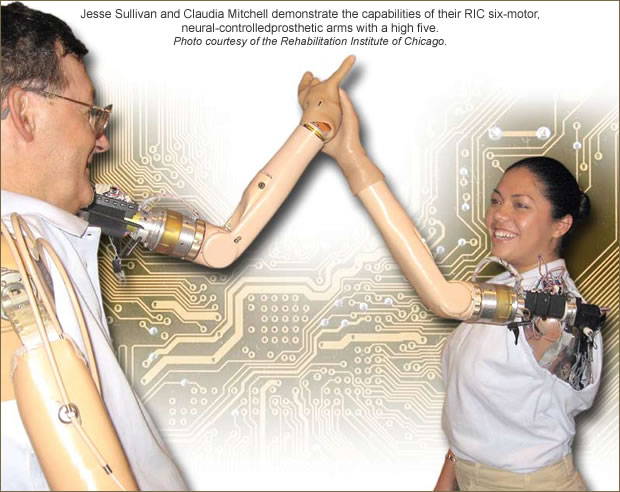 Jesse Sullivan and Claudia Mitchell demonstrate the capabilities of their RIC six-motor,
neural-controlledprosthetic arms with a high five.
Photo courtesy of the Rehabilitation Institute of Chicago.